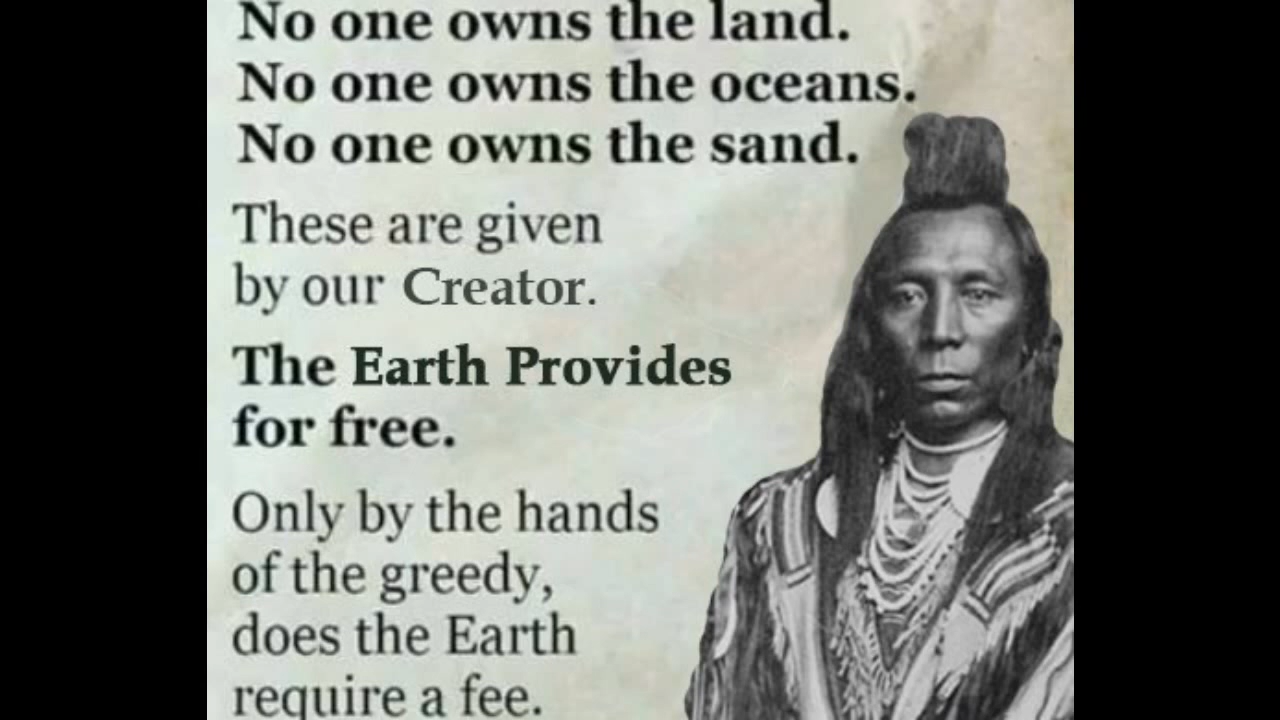 No one owns the land.
No one owns the oceans.
No one owns the sand.
These are given
by our Creator.
The Earth Provides
for free.
Only by the hands
of the greedy,
does the Earth
require a fee.